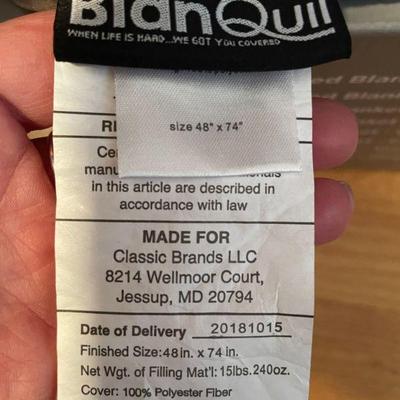 BlanQuil
WHEN LIFE IS HARD...WE GOT YOU COVERED
size 48" x 74"
in this article are described in
accordance with law
MADE FOR
Classic Brands LLC
8214 Wellmoor Court,
Jessup, MD 20794
Date of Delivery 20181015
Finished Size:48in. x 74 in.
Net Wgt. of Filling Mat'l: 15lbs.240oz.
Cover: 100% Polyester Fiber